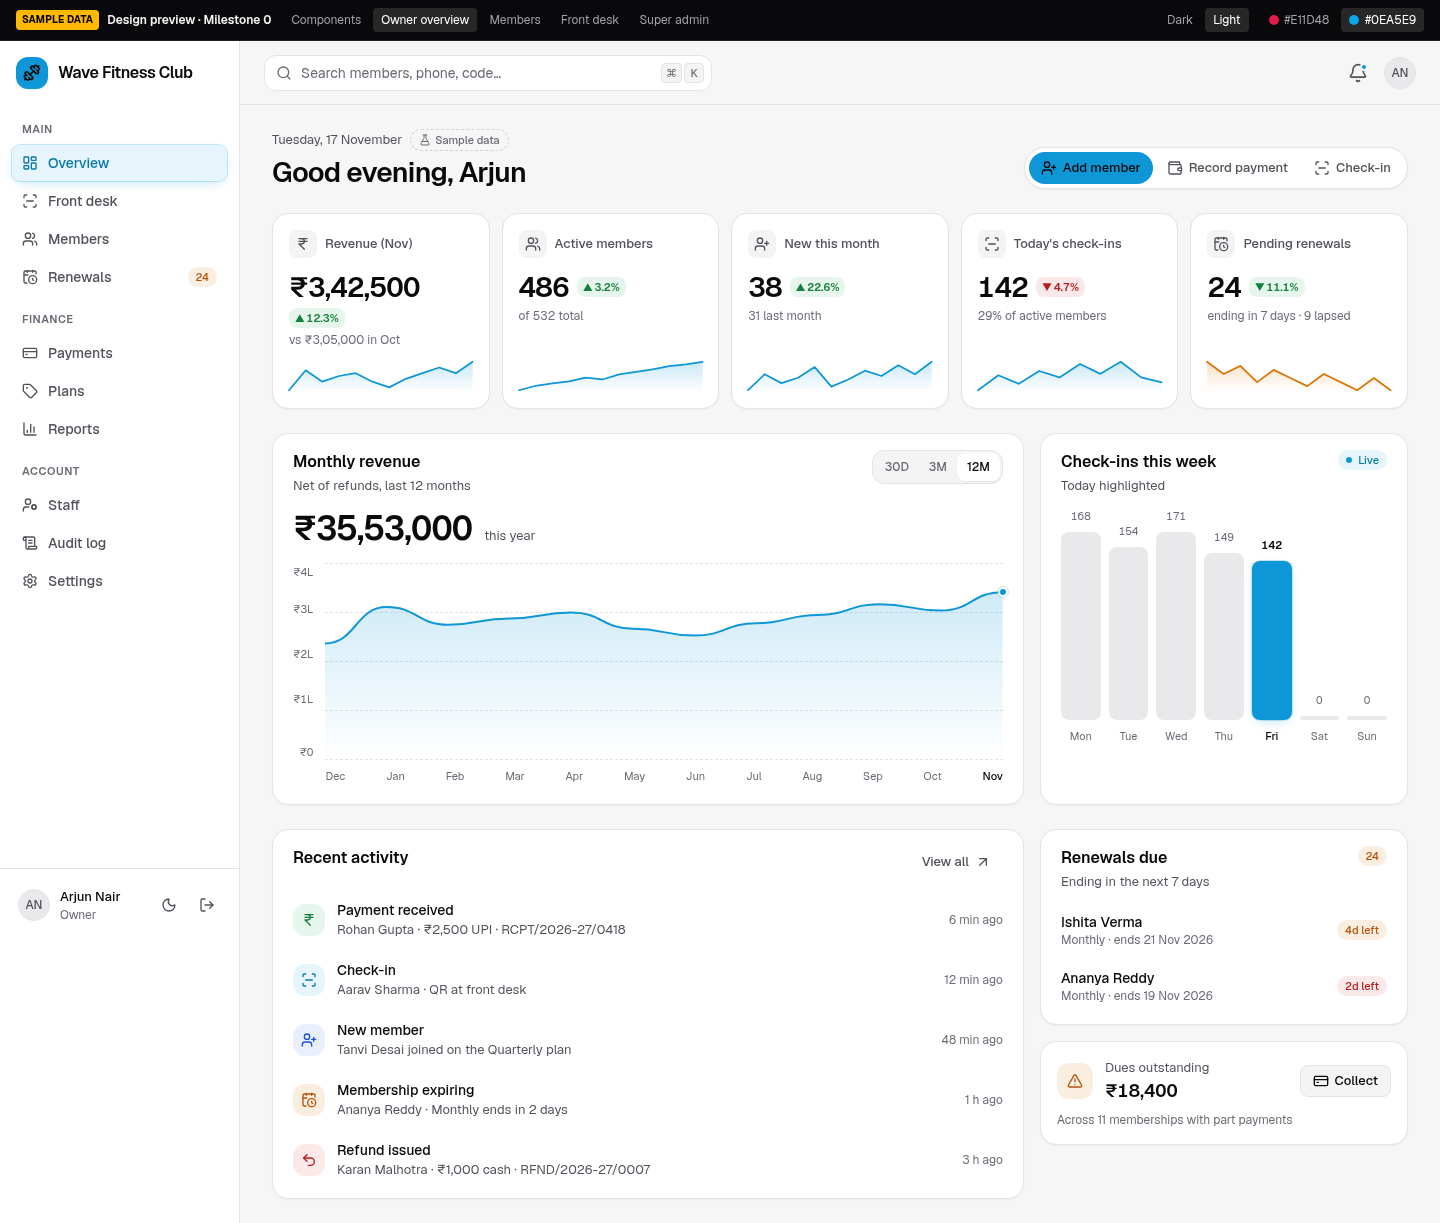 SAMPLE DATA Design preview · Milestone 0 Components Owner overview Members Front desk Super admin Dark Light #E11D48 #0EA5E9
Wave Fitness Club
Search members, phone, code... ⌘ K
AN
MAIN
Overview
Front desk
Members
Renewals 24
FINANCE
Payments
Plans
Reports
ACCOUNT
Staff
Audit log
Settings
AN
Arjun Nair
Owner
Tuesday, 17 November Sample data
Good evening, Arjun
Add member Record payment Check-in
₹ Revenue (Nov)
₹3,42,500
▲12.3%
vs ₹3,05,000 in Oct
Active members
486 ▲3.2%
of 532 total
New this month
38 ▲22.6%
31 last month
Today's check-ins
142 ▼4.7%
29% of active members
Pending renewals
24 ▼11.1%
ending in 7 days · 9 lapsed
Monthly revenue
Net of refunds, last 12 months
30D 3M 12M
₹35,53,000 this year
₹4L
₹3L
₹2L
₹1L
₹0
Dec Jan Feb Mar Apr May Jun Jul Aug Sep Oct Nov
Check-ins this week
Live
Today highlighted
168 154 171 149 142 0 0
Mon Tue Wed Thu Fri Sat Sun
Recent activity
View all
₹
Payment received
Rohan Gupta · ₹2,500 UPI · RCPT/2026-27/0418
6 min ago
Check-in
Aarav Sharma · QR at front desk
12 min ago
New member
Tanvi Desai joined on the Quarterly plan
48 min ago
Membership expiring
Ananya Reddy · Monthly ends in 2 days
1 h ago
Refund issued
Karan Malhotra · ₹1,000 cash · RFND/2026-27/0007
3 h ago
Renewals due
24
Ending in the next 7 days
Ishita Verma
Monthly · ends 21 Nov 2026
4d left
Ananya Reddy
Monthly · ends 19 Nov 2026
2d left
Dues outstanding
₹18,400
Collect
Across 11 memberships with part payments